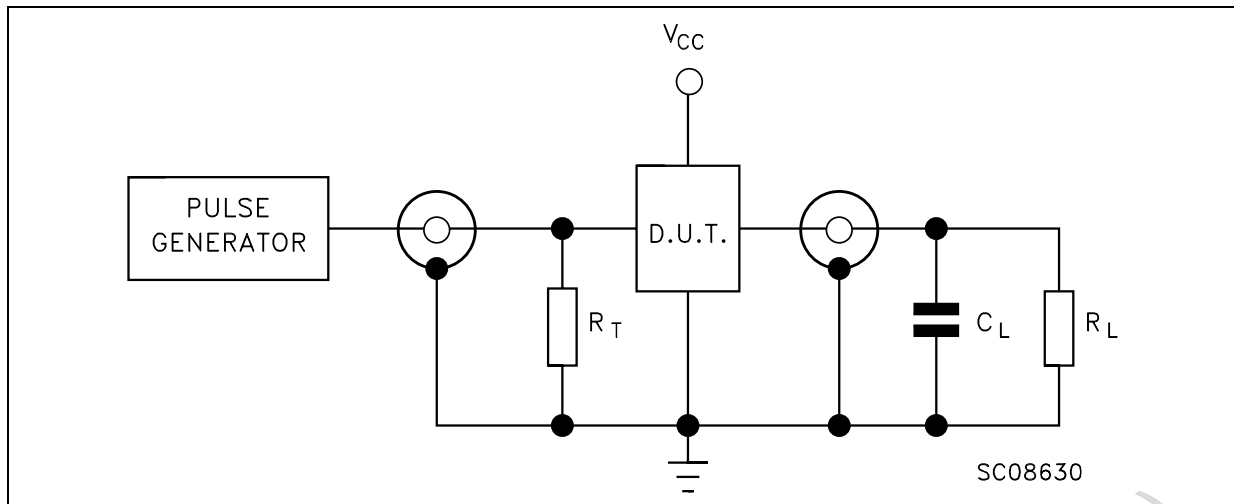 VCC
PULSE
GENERATOR
D.U.T.
RT
CL
RL
SC08630